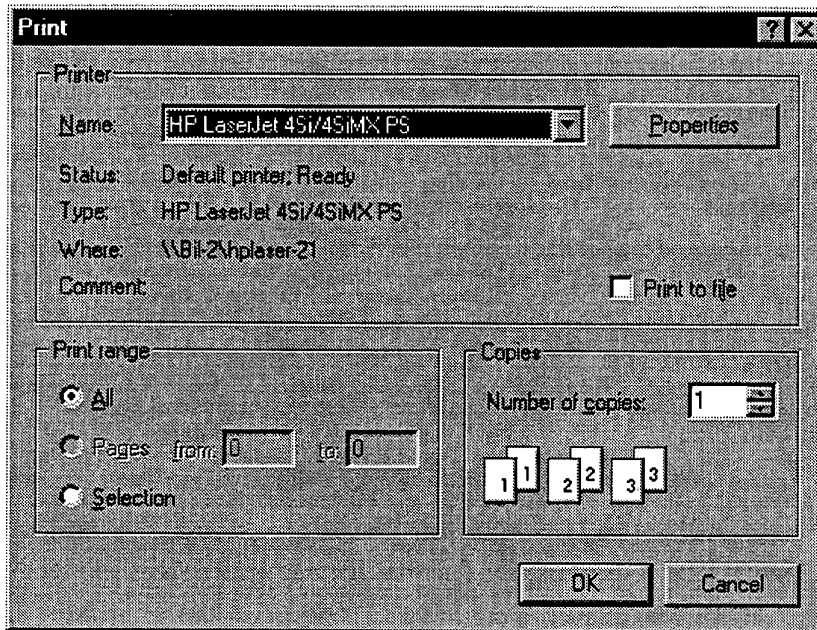 Print
Printer
Name: HP LaserJet 4Si/4SiMX PS Properties
Status: Default printer; Ready
Type: HP LaserJet 4Si/4SiMX PS
Where: \\Bil-2\hplaser-21
Comment: Print to file
Print range
All
Pages from: 0 to: 0
Selection
Copies
Number of copies: 1
1 1 2 2 3 3
OK Cancel